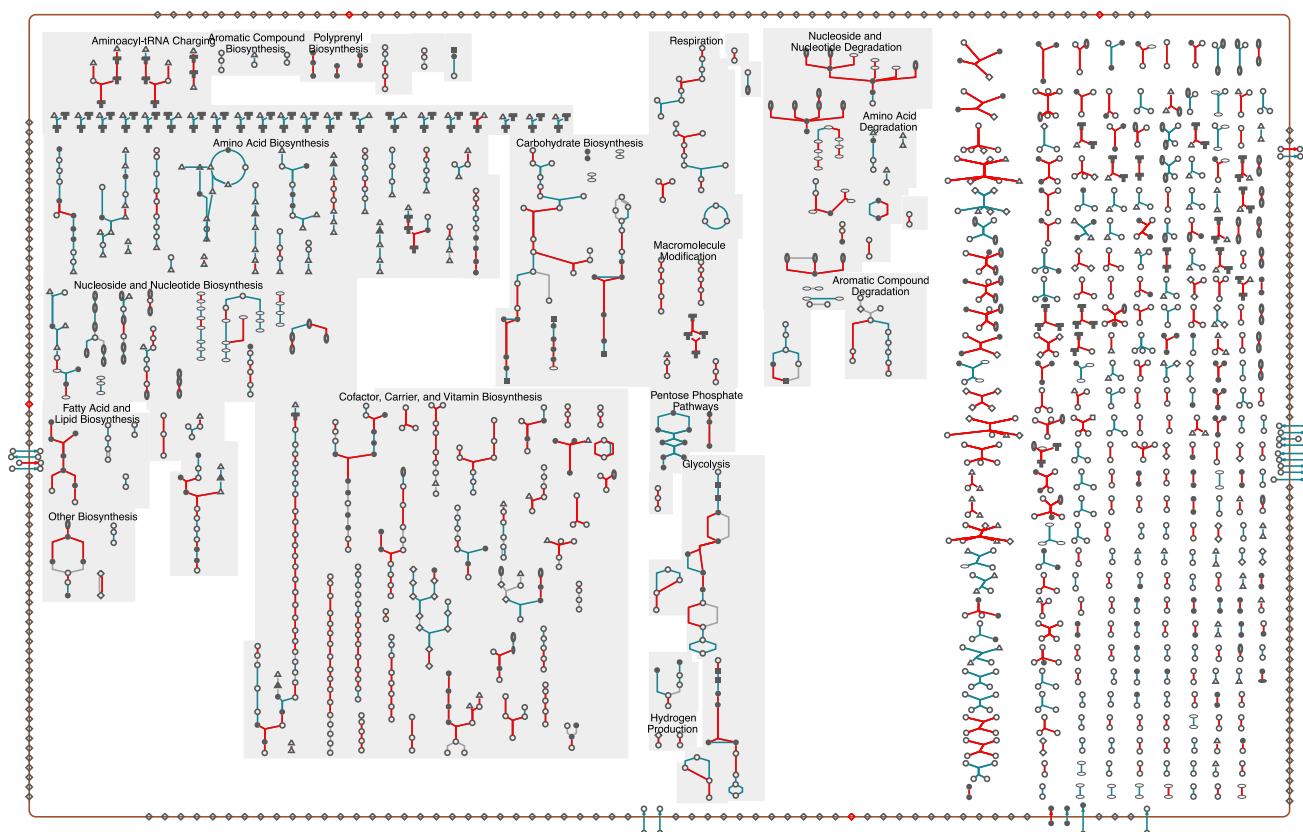 Aminoacyl-tRNA Charging
Aromatic Compound
Biosynthesis
Polyprenyl
Biosynthesis
Respiration
Nucleoside and
Nucleotide Degradation
Amino Acid
Degradation
Amino Acid Biosynthesis
Carbohydrate Biosynthesis
Macromolecule
Modification
Nucleoside and Nucleotide Biosynthesis
Aromatic Compound
Degradation
Cofactor, Carrier, and Vitamin Biosynthesis
Pentose Phosphate
Pathways
Fatty Acid and
Lipid Biosynthesis
Glycolysis
Other Biosynthesis
Hydrogen
Production